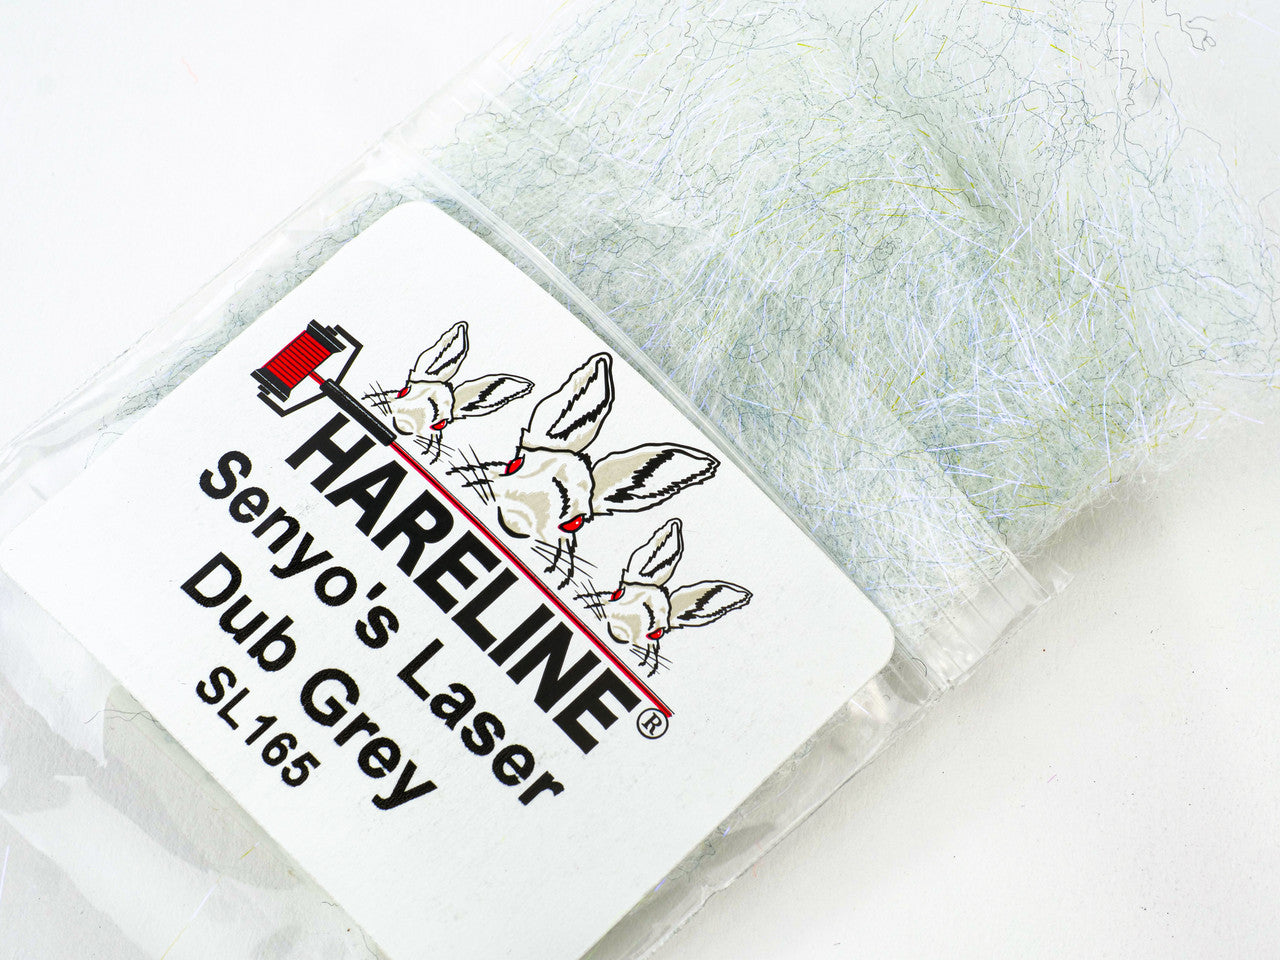 HARELINE®
Senyo's Laser
Dub Grey
SL165